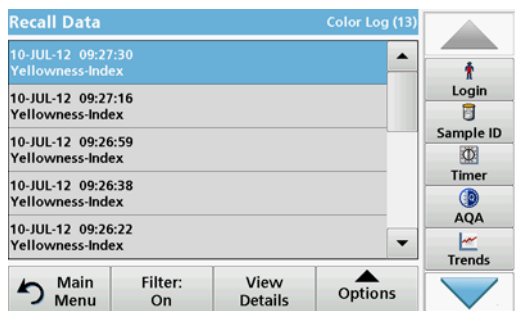 Recall Data
Color Log (13)
10-JUL-12 09:27:30
Yellowness-Index
10-JUL-12 09:27:16
Yellowness-Index
10-JUL-12 09:26:59
Yellowness-Index
10-JUL-12 09:26:38
Yellowness-Index
10-JUL-12 09:26:22
Yellowness-Index
Login
Sample ID
Timer
AQA
Trends
Main
Menu
Filter:
On
View
Details
Options